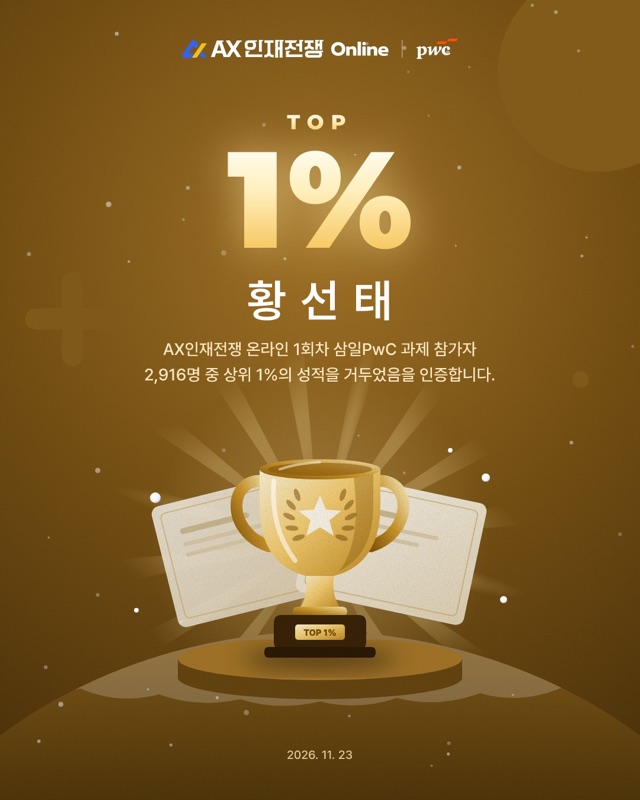 AX인재전쟁 Online | pwc
TOP
1%
황선태
AX인재전쟁 온라인 1회차 삼일PwC 과제 참가자
2,916명 중 상위 1%의 성적을 거두었음을 인증합니다.
TOP 1%
2026. 11. 23